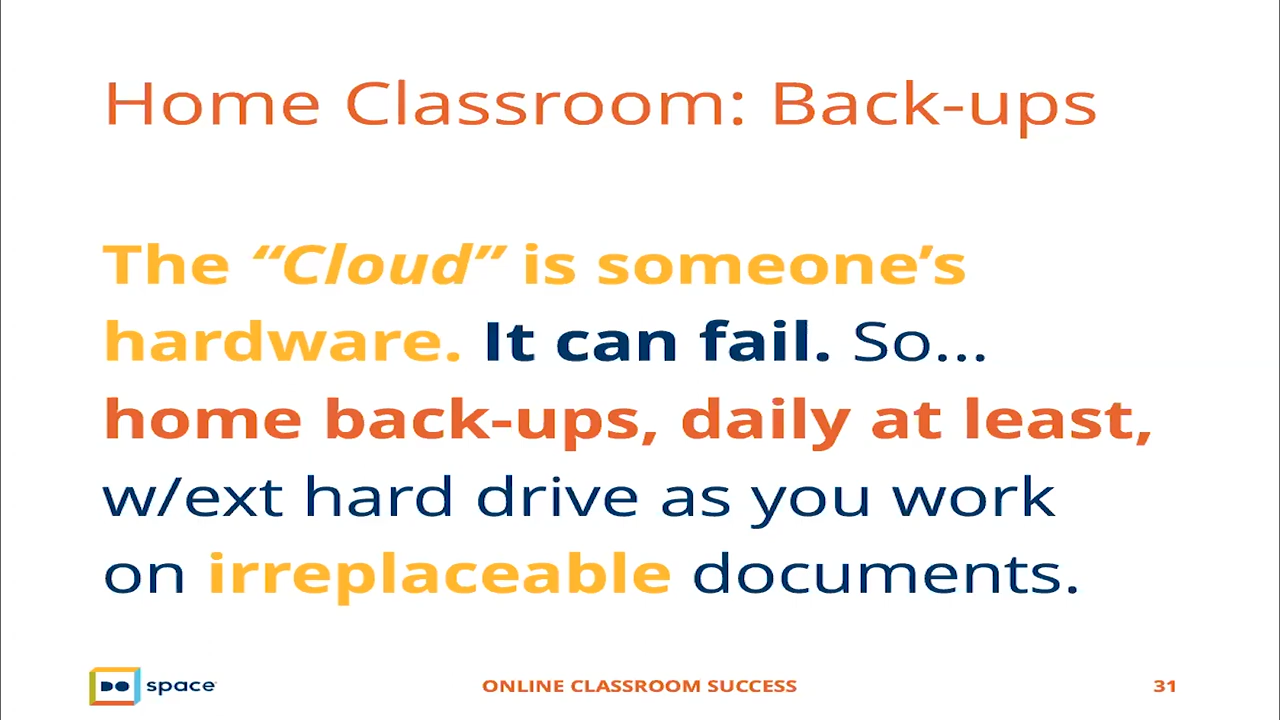 Home Classroom: Back-ups
The “Cloud” is someone’s
hardware. It can fail. So...
home back-ups, daily at least,
w/ext hard drive as you work
on irreplaceable documents.
DO space
ONLINE CLASSROOM SUCCESS
31